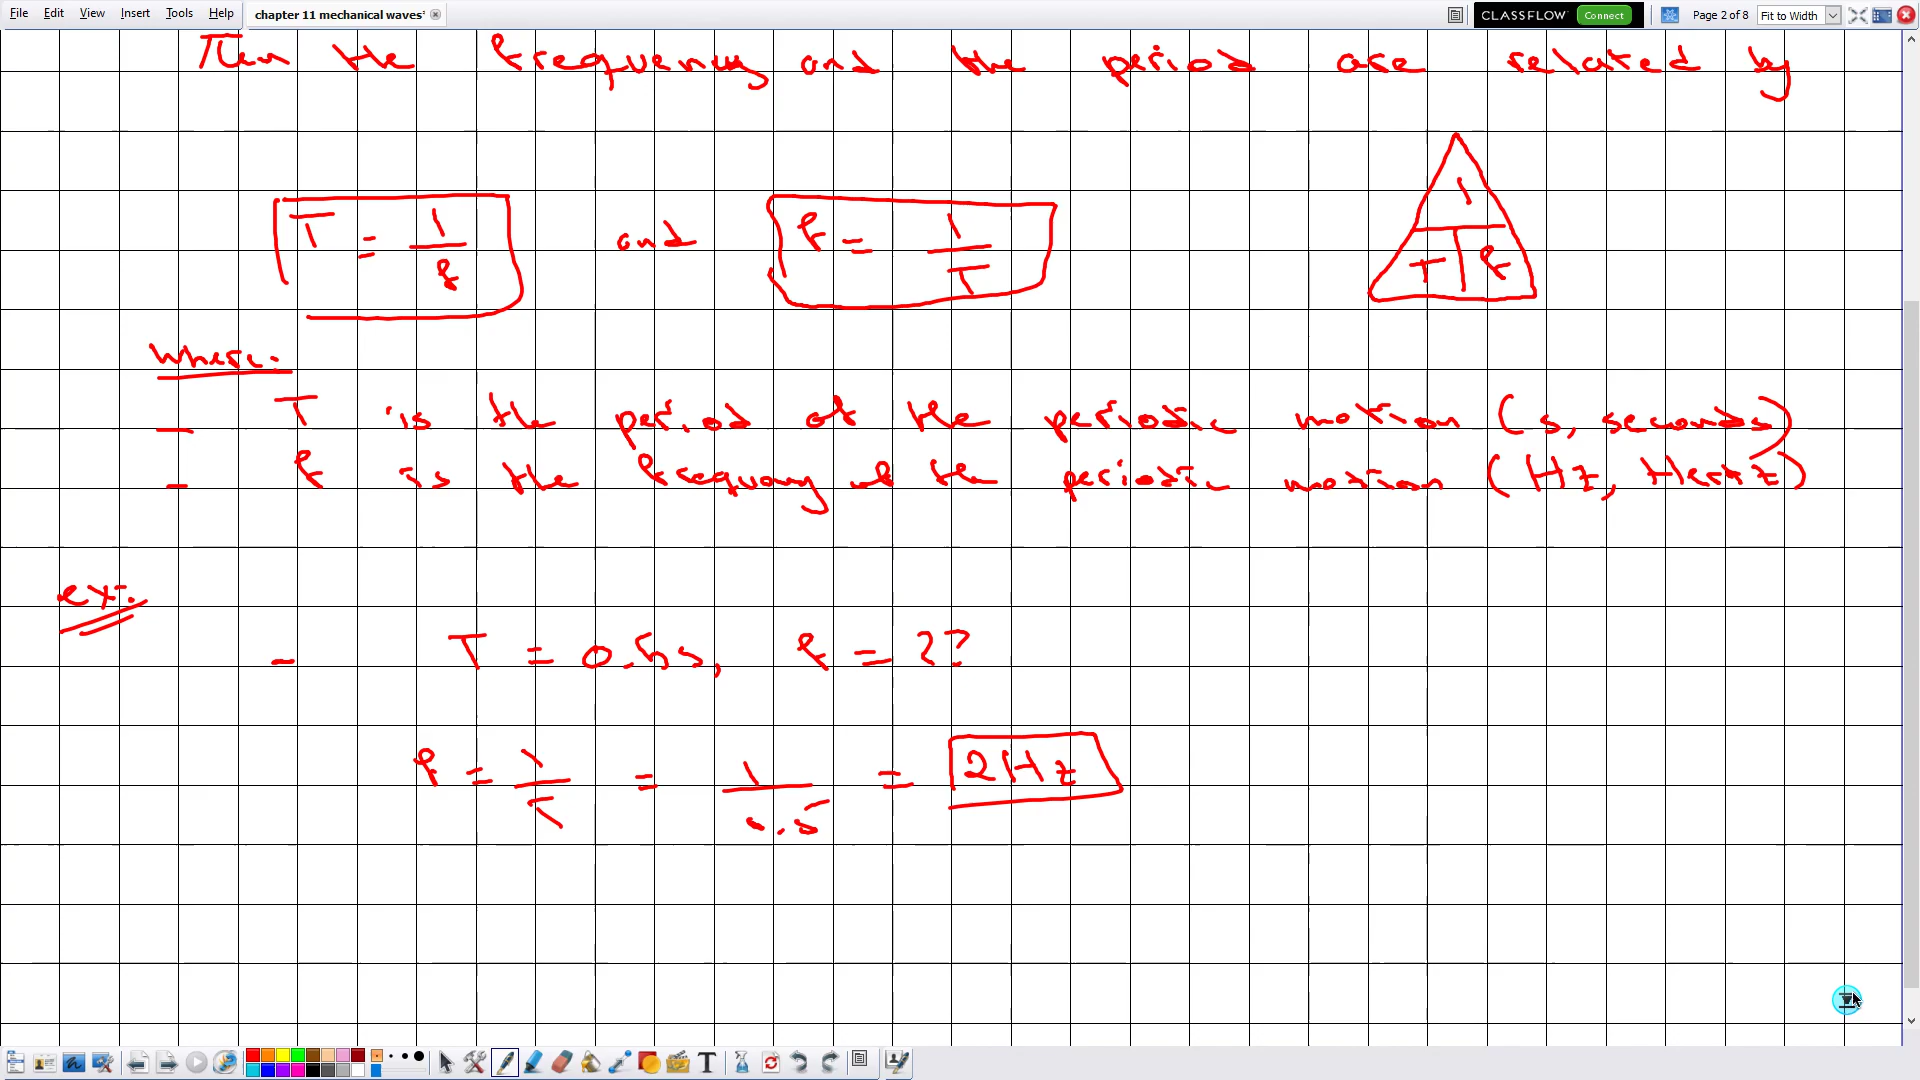 File Edit View Insert Tools Help chapter 11 mechanical waves* CLASSFLOW Connect Page 2 of 8 Fit to Width
Then the frequency and the period are related by
T = 1/f and f = 1/T
1
T f
where:
- T is the period of the periodic motion (s, seconds)
- f is the frequency of the periodic motion (Hz, Hertz)
ex:
- T = 0.5s, f = ??
f = 1/T = 1/0.5 = 2Hz
T